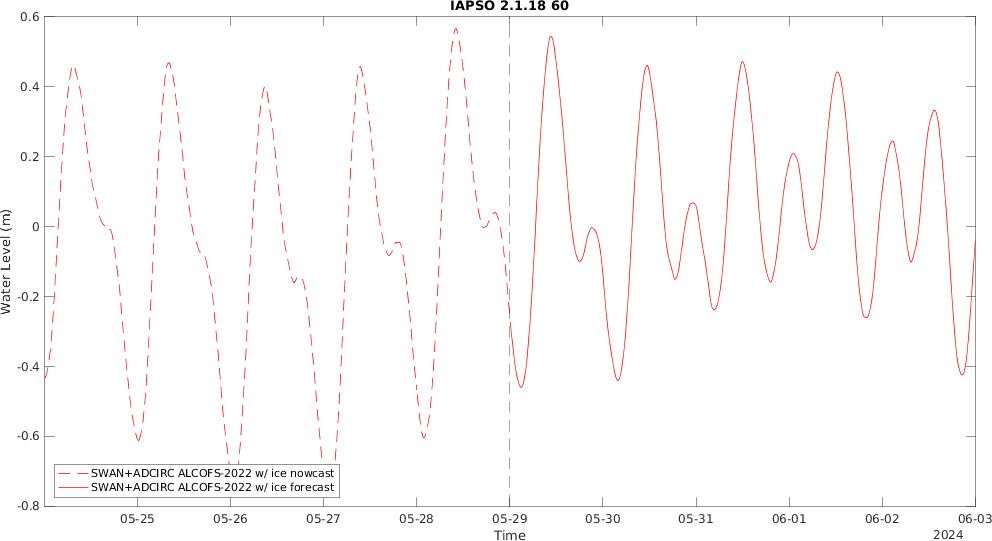 IAPSO 2.1.18 60
0.6
0.4
0.2
0
-0.2
-0.4
-0.6
-0.8
Water Level (m)
SWAN+ADCIRC ALCOFS-2022 w/ ice nowcast
SWAN+ADCIRC ALCOFS-2022 w/ ice forecast
05-25 05-26 05-27 05-28 05-29 05-30 05-31 06-01 06-02 06-03
Time
2024